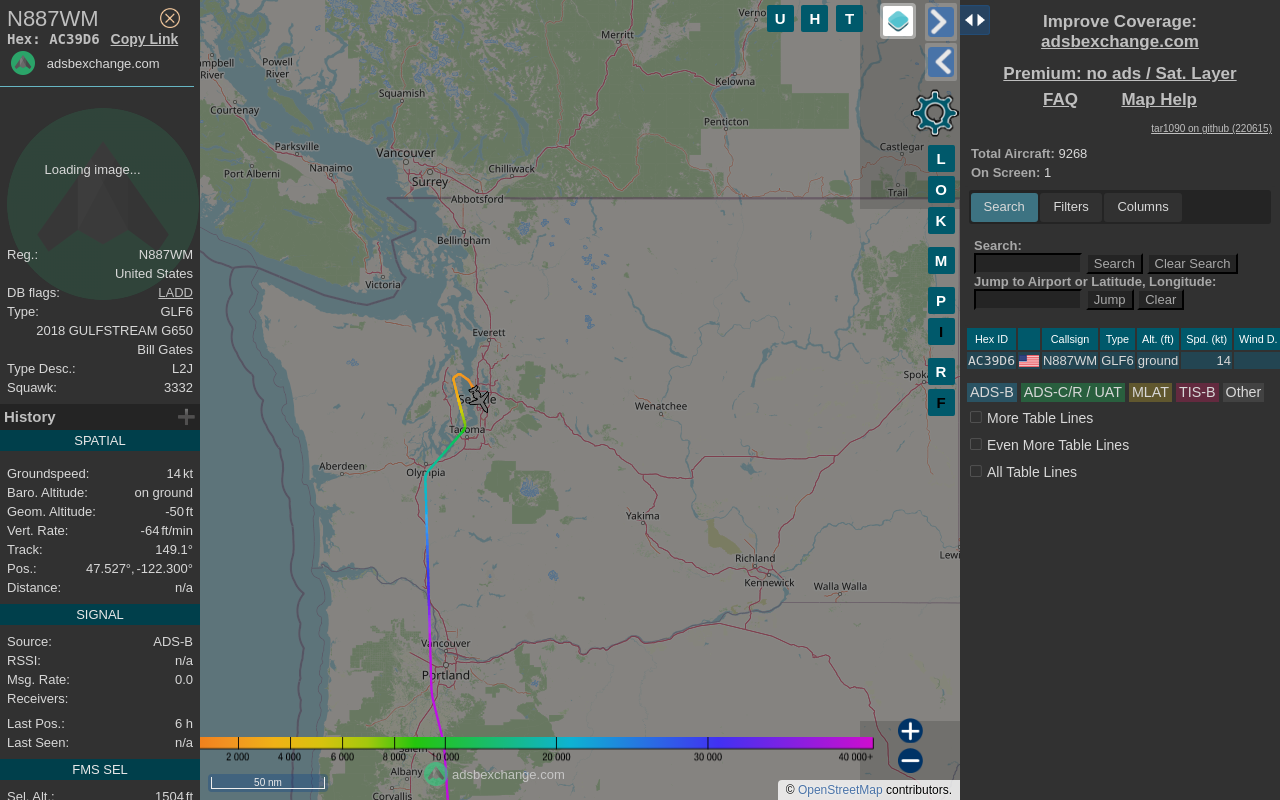 N887WM
Hex: AC39D6 Copy Link
adsbexchange.com
Loading image...
Reg.: N887WM
United States
DB flags: LADD
Type: GLF6
2018 GULFSTREAM G650
Bill Gates
Type Desc.: L2J
Squawk: 3332
History
SPATIAL
Groundspeed: 14 kt
Baro. Altitude: on ground
Geom. Altitude: -50 ft
Vert. Rate: -64 ft/min
Track: 149.1°
Pos.: 47.527°, -122.300°
Distance: n/a
SIGNAL
Source: ADS-B
RSSI: n/a
Msg. Rate: 0.0
Receivers:
Last Pos.: 6 h
Last Seen: n/a
FMS SEL
Sel. Alt.: 1504 ft
Merritt
Powell
River
River
Squamish
Kelowna
Courtenay
Penticton
Parksville
Vancouver
Castlegar
Nanaimo
Port Alberni
Chilliwack
Surrey
Trail
Abbotsford
Bellingham
Victoria
Everett
Seattle
Wenatchee
Tacoma
Aberdeen
Olympia
Yakima
Richland
Kennewick
Walla Walla
Vancouver
Portland
Salem
Albany
Corvallis
2 000 4 000 6 000 8 000 10 000 20 000 30 000 40 000+
50 nm
adsbexchange.com
© OpenStreetMap contributors.
U H T
L
O
K
M
P
I
R
F
Improve Coverage:
adsbexchange.com
Premium: no ads / Sat. Layer
FAQ Map Help
tar1090 on github (220615)
Total Aircraft: 9268
On Screen: 1
Search Filters Columns
Search:
Search Clear Search
Jump to Airport or Latitude, Longitude:
Jump Clear
Hex ID Callsign Type Alt. (ft) Spd. (kt) Wind D.
AC39D6 N887WM GLF6 ground 14
ADS-B ADS-C/R / UAT MLAT TIS-B Other
More Table Lines
Even More Table Lines
All Table Lines